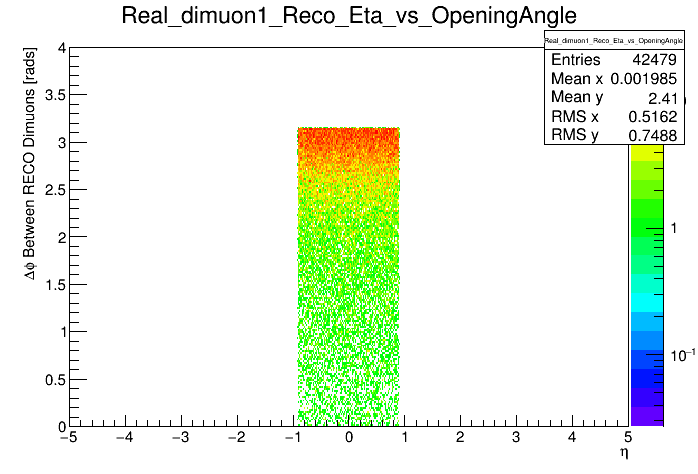 Real_dimuon1_Reco_Eta_vs_OpeningAngle
Real_dimuon1_Reco_Eta_vs_OpeningAngle
Entries 42479
Mean x 0.001985
Mean y 2.41
RMS x 0.5162
RMS y 0.7488
Δφ Between RECO Dimuons [rads]
4
3.5
3
2.5
2
1.5
1
0.5
0
−5 −4 −3 −2 −1 0 1 2 3 4 5
η
1
10⁻¹